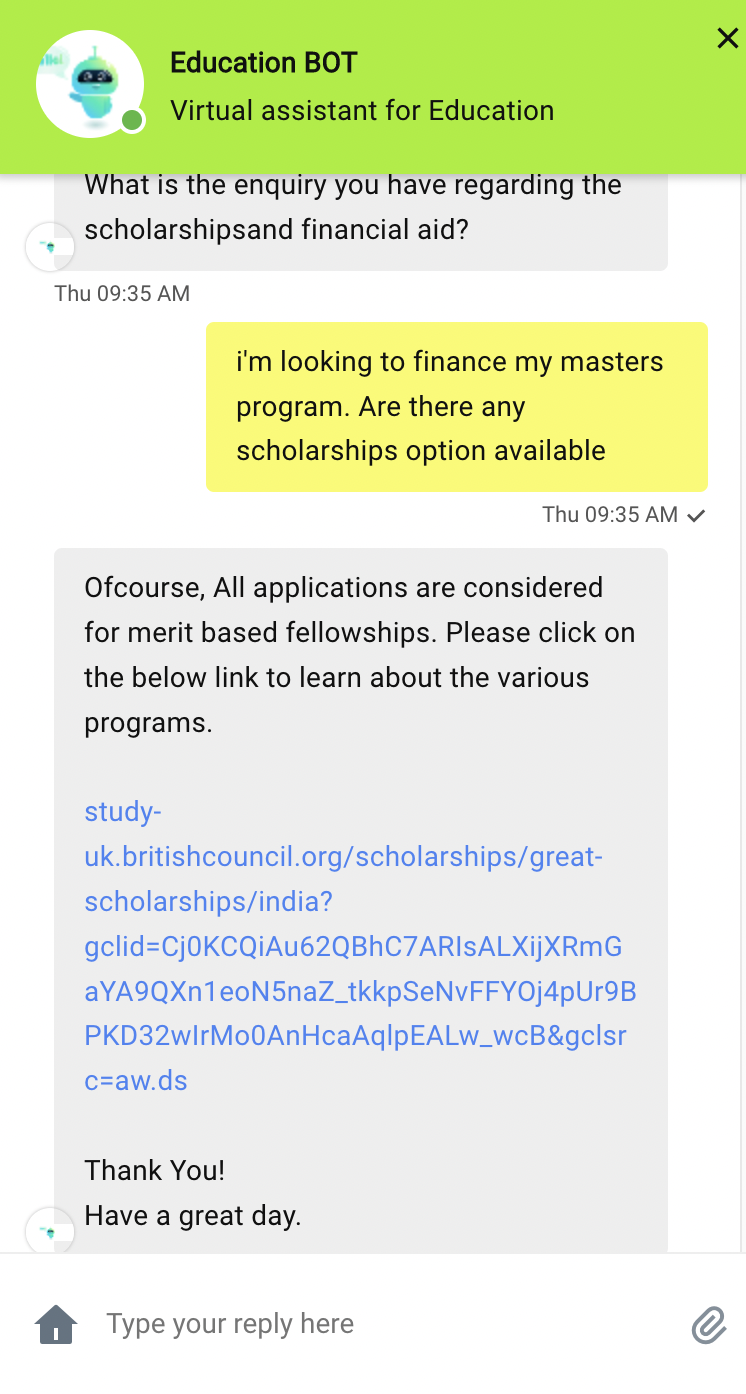 Education BOT
Virtual assistant for Education
What is the enquiry you have regarding the
scholarshipsand financial aid?
Thu 09:35 AM
i'm looking to finance my masters
program. Are there any
scholarships option available
Thu 09:35 AM
Ofcourse, All applications are considered
for merit based fellowships. Please click on
the below link to learn about the various
programs.
study-
uk.britishcouncil.org/scholarships/great-
scholarships/india?
gclid=Cj0KCQiAu62QBhC7ARIsALXijXRmG
aYA9QXn1eoN5naZ_tkkpSeNvFFYOj4pUr9B
PKD32wIrMo0AnHcaAqlpEALw_wcB&gclsr
c=aw.ds
Thank You!
Have a great day.
Type your reply here